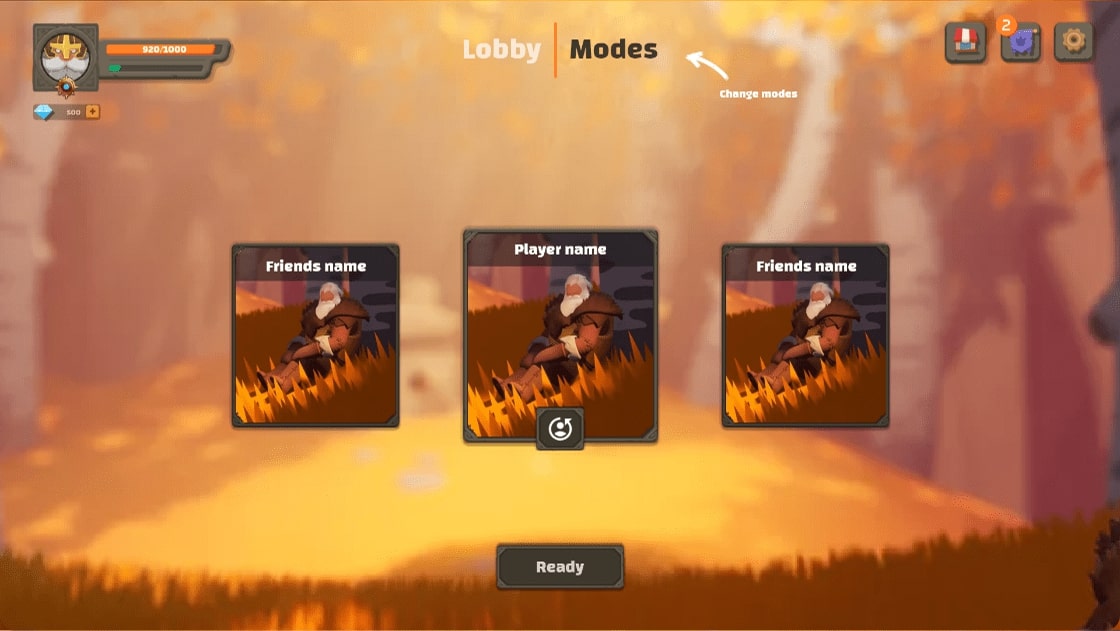 920/1000
500 +
Lobby | Modes
Change modes
2
Friends name
Player name
Friends name
Ready